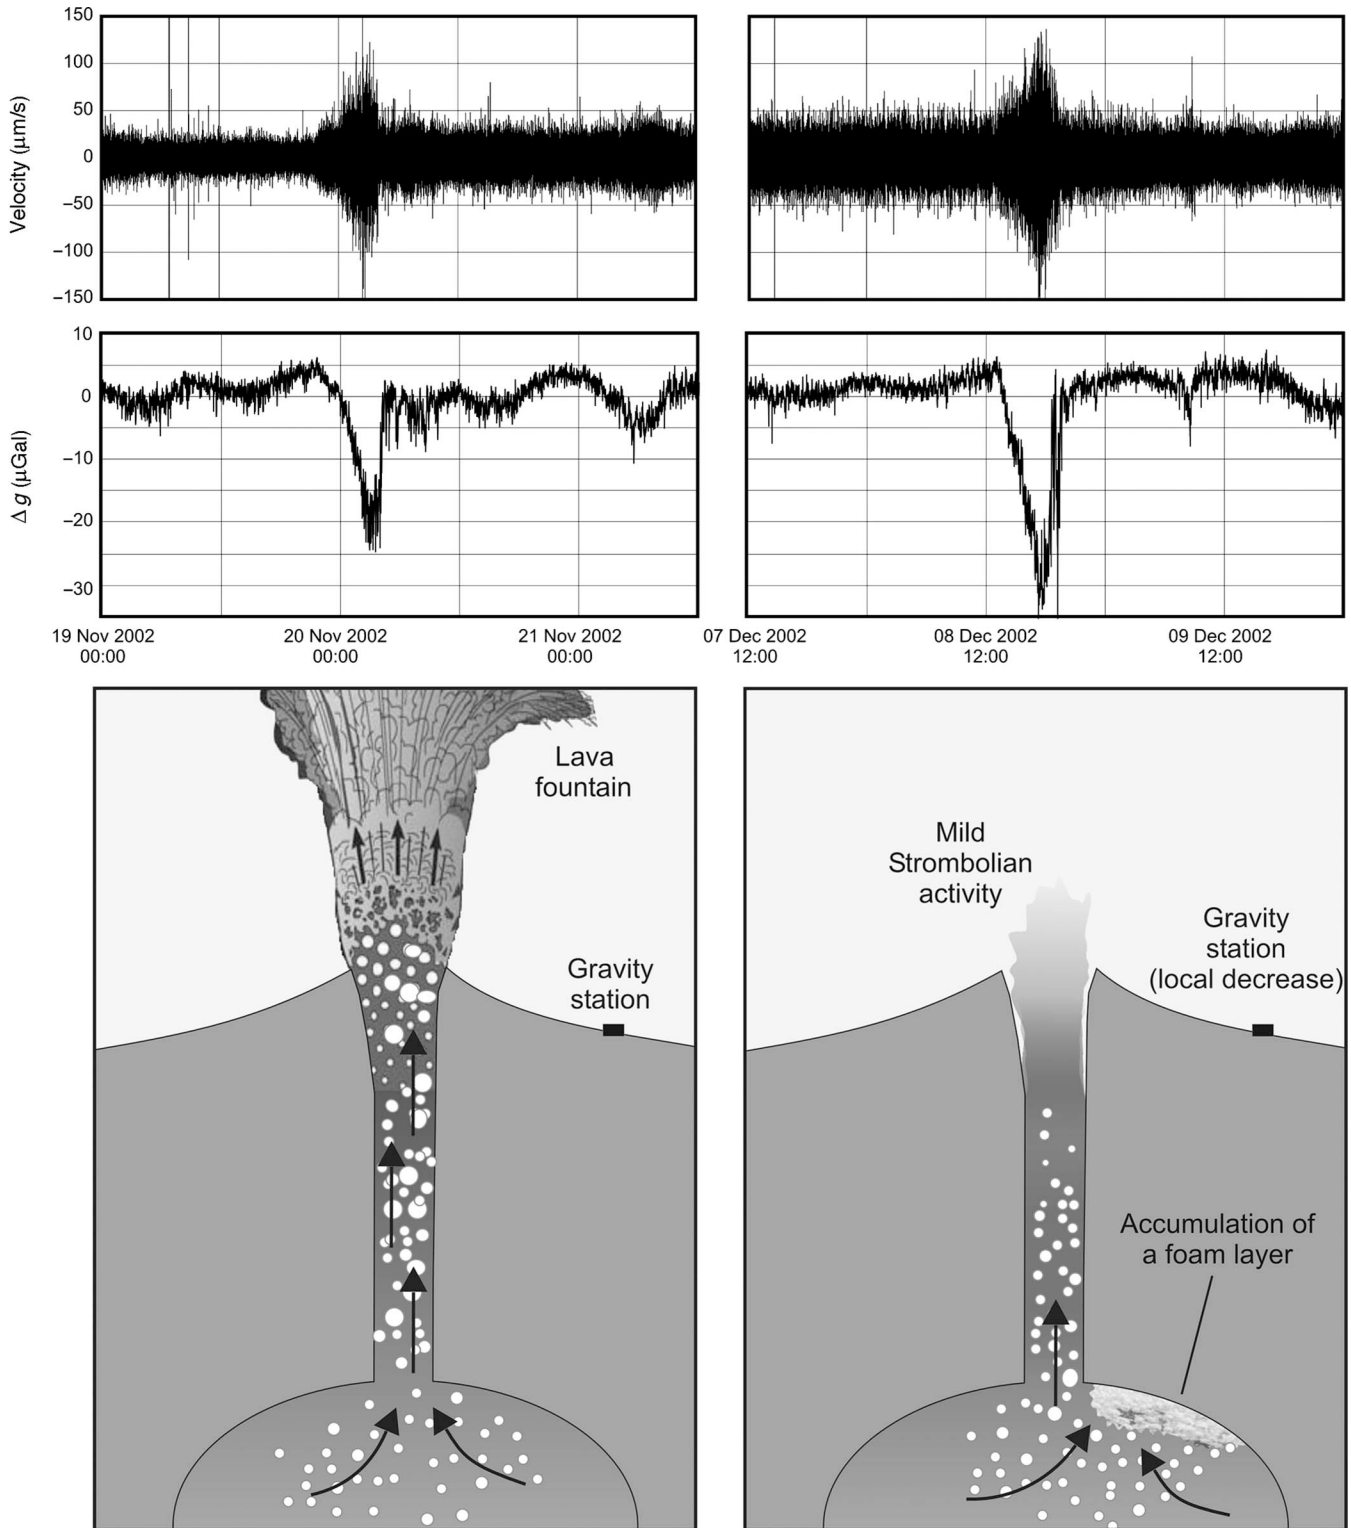 150
100
50
0
−50
−100
−150
Velocity (μm/s)
10
0
−10
−20
−30
Δ g (μGal)
19 Nov 2002
00:00
20 Nov 2002
00:00
21 Nov 2002
00:00
07 Dec 2002
12:00
08 Dec 2002
12:00
09 Dec 2002
12:00
Lava
fountain
Gravity
station
Mild
Strombolian
activity
Gravity
station
(local decrease)
Accumulation of
a foam layer